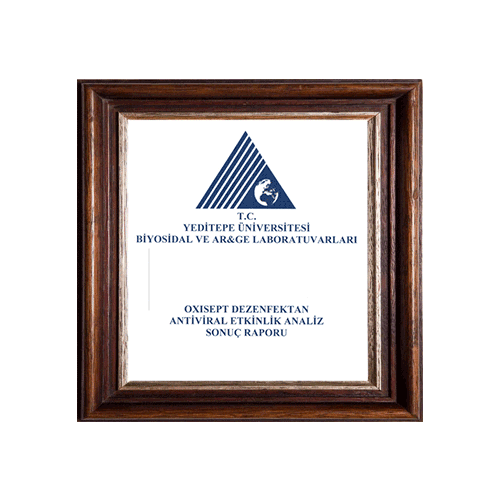 T.C.
YEDİTEPE ÜNİVERSİTESİ
BİYOSİDAL VE AR&GE LABORATUVARLARI
OXISEPT DEZENFEKTAN
ANTİVİRAL ETKİNLİK ANALİZ
SONUÇ RAPORU